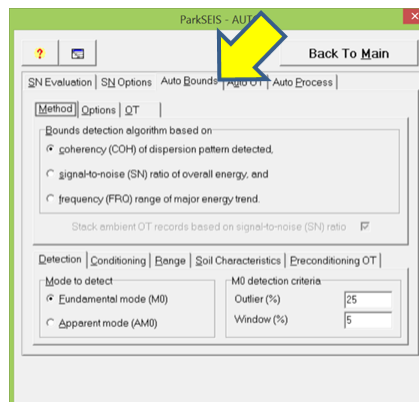 ParkSEIS - AUT
? Back To Main
SN Evaluation SN Options Auto Bounds Auto OT Auto Process
Method Options OT
Bounds detection algorithm based on
coherency (COH) of dispersion pattern detected,
signal-to-noise (SN) ratio of overall energy, and
frequency (FRQ) range of major energy trend.
Stack ambient OT records based on signal-to-noise (SN) ratio
Detection Conditioning Range Soil Characteristics Preconditioning OT
Mode to detect
Fundamental mode (M0)
Apparent mode (AM0)
M0 detection criteria
Outlier (%) 25
Window (%) 5